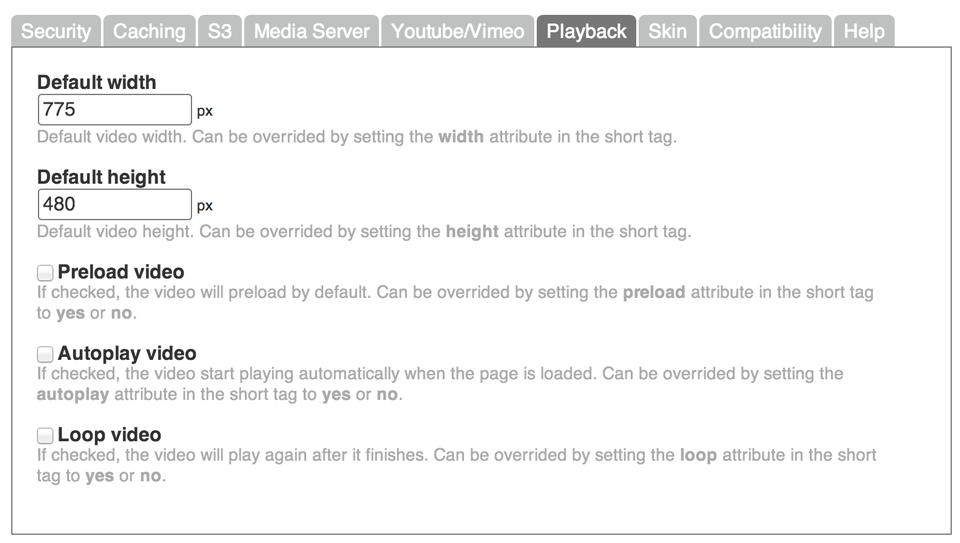 Security Caching S3 Media Server Youtube/Vimeo Playback Skin Compatibility Help
Default width
775 px
Default video width. Can be overrided by setting the width attribute in the short tag.
Default height
480 px
Default video height. Can be overrided by setting the height attribute in the short tag.
Preload video
If checked, the video will preload by default. Can be overrided by setting the preload attribute in the short tag
to yes or no.
Autoplay video
If checked, the video start playing automatically when the page is loaded. Can be overrided by setting the
autoplay attribute in the short tag to yes or no.
Loop video
If checked, the video will play again after it finishes. Can be overrided by setting the loop attribute in the short
tag to yes or no.